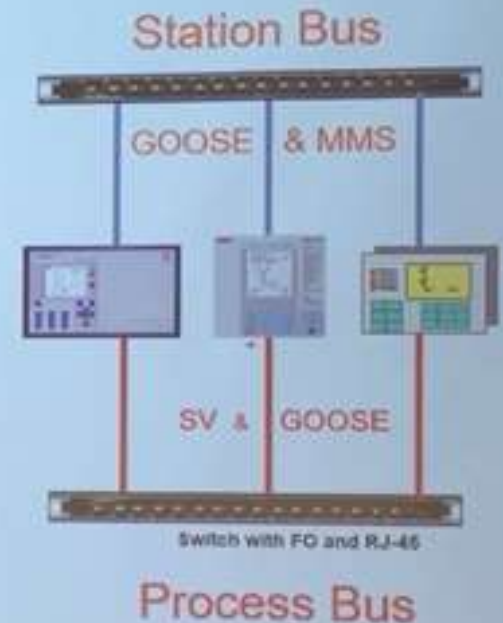 Station Bus
GOOSE & MMS
SV & GOOSE
Switch with FO and RJ-45
Process Bus